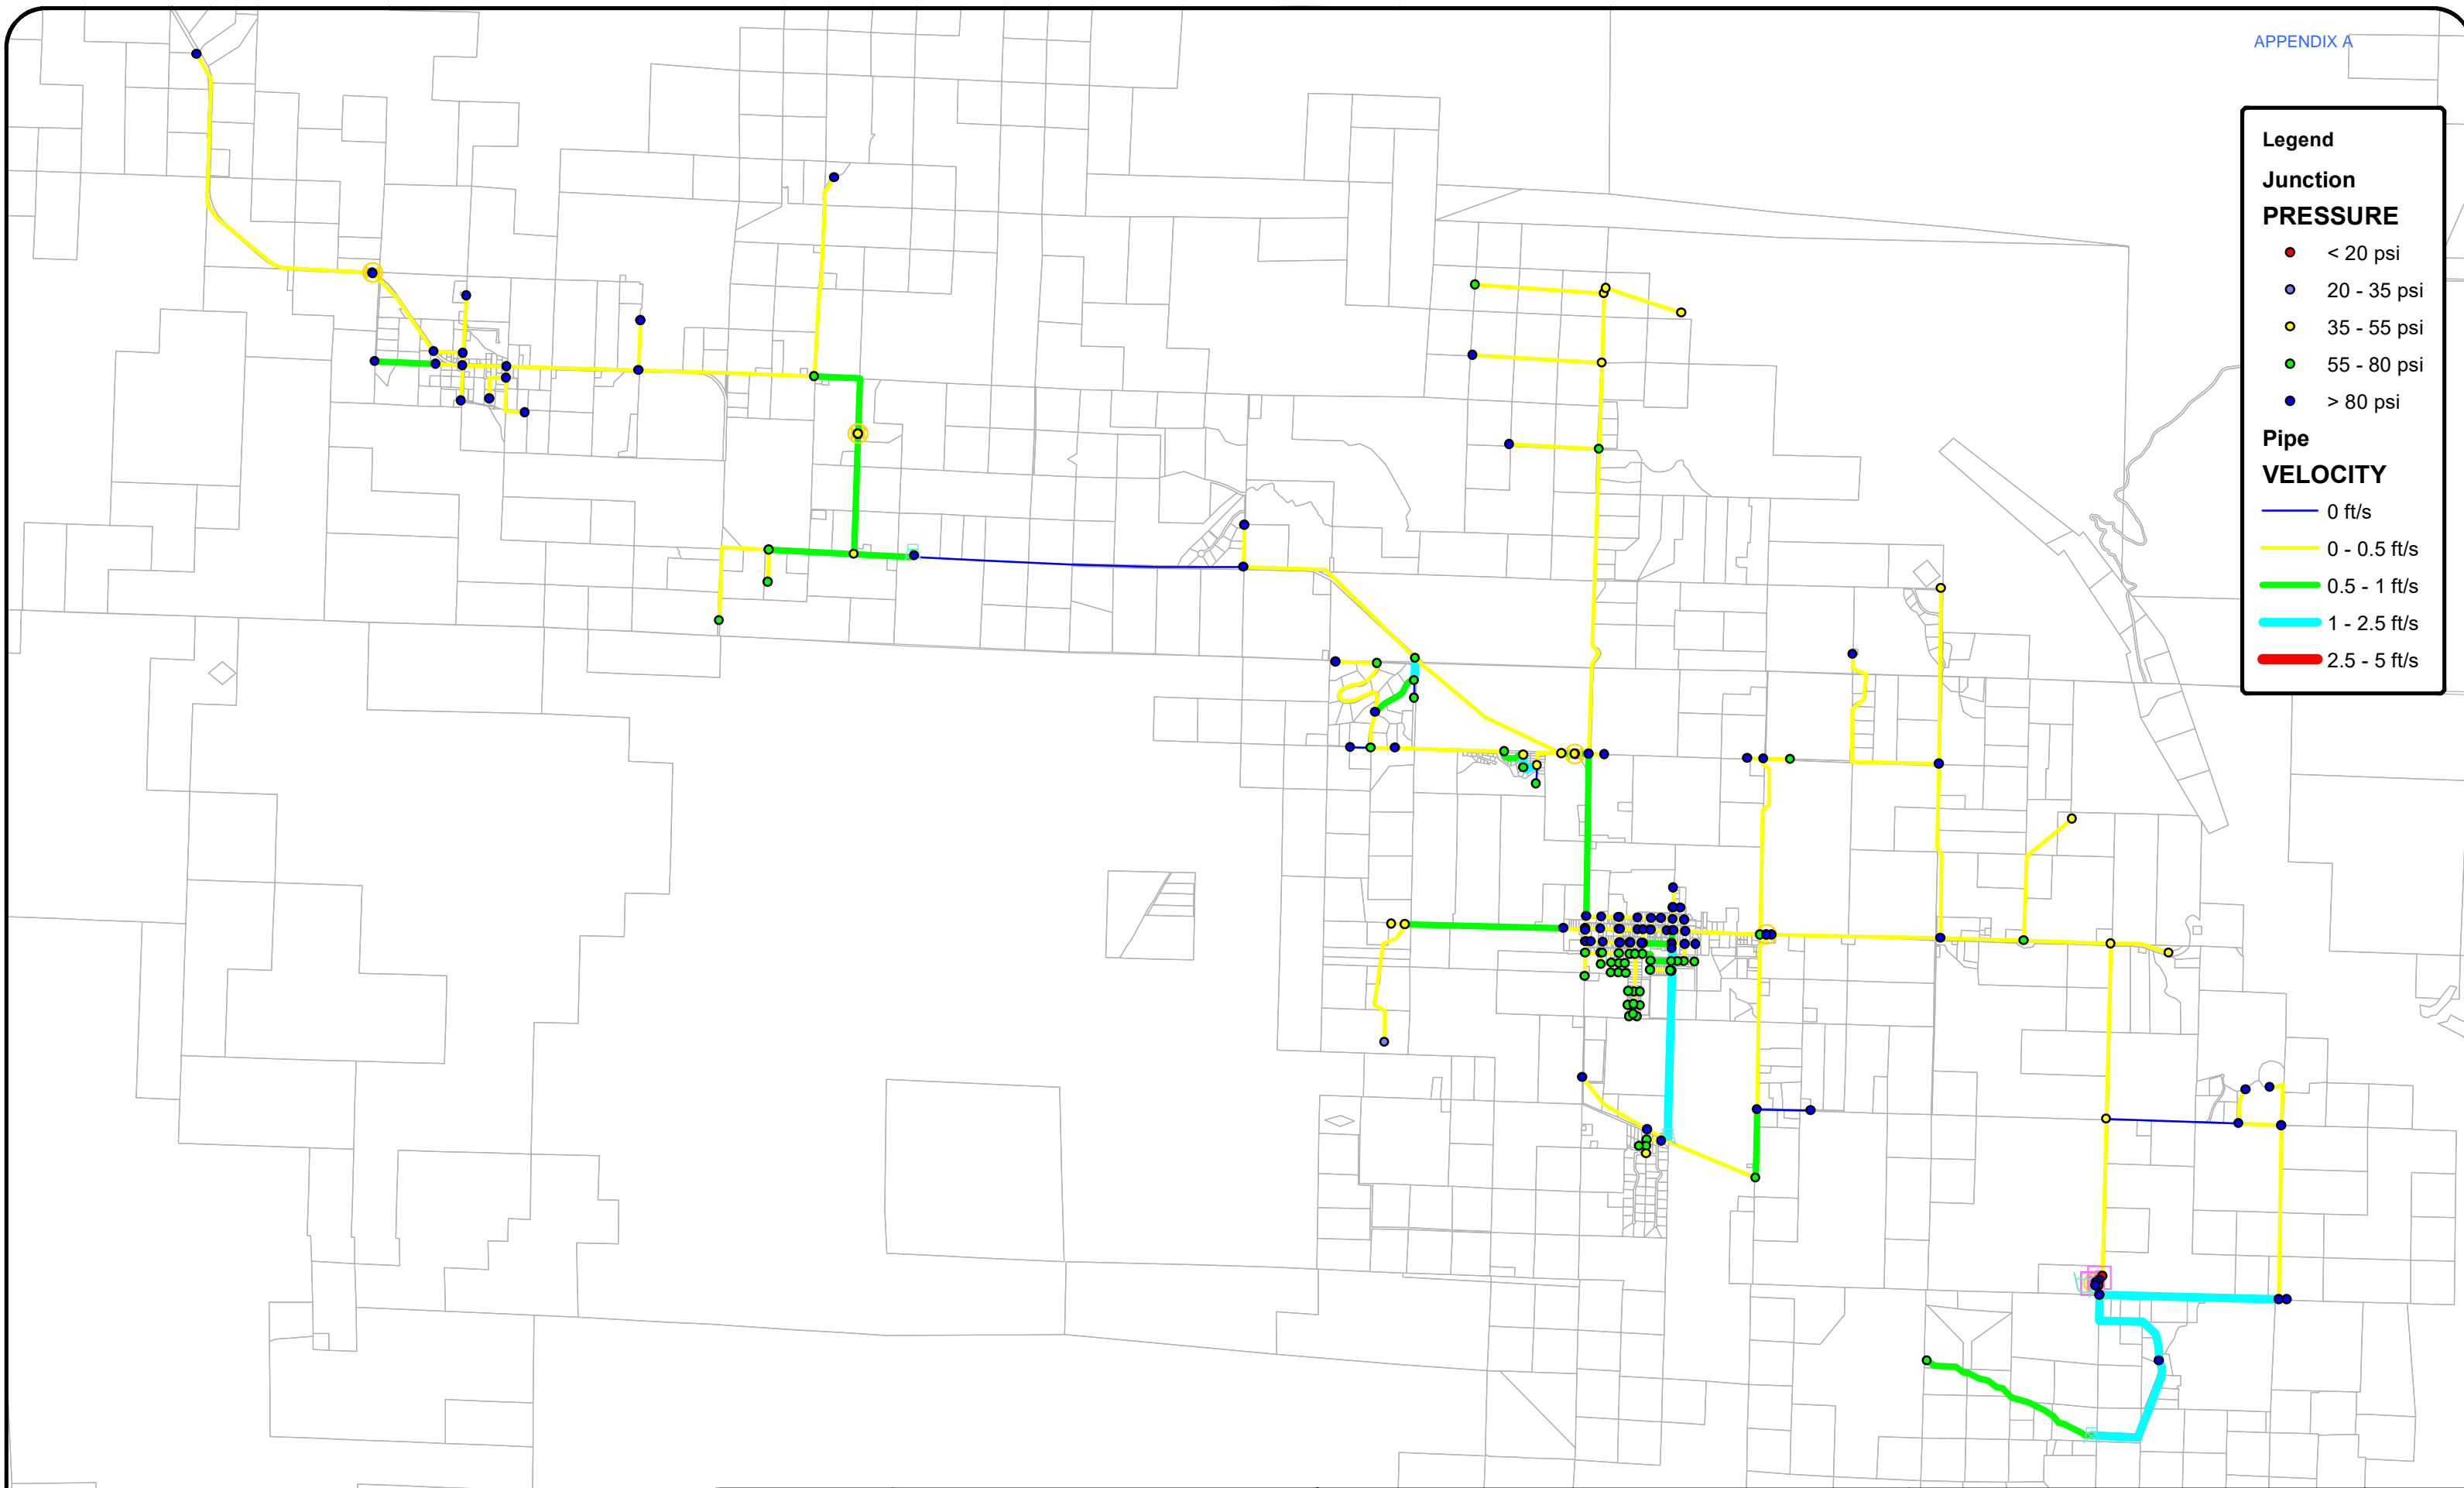 APPENDIX A
Legend
Junction
PRESSURE
< 20 psi
20 - 35 psi
35 - 55 psi
55 - 80 psi
> 80 psi
Pipe
VELOCITY
0 ft/s
0 - 0.5 ft/s
0.5 - 1 ft/s
1 - 2.5 ft/s
2.5 - 5 ft/s